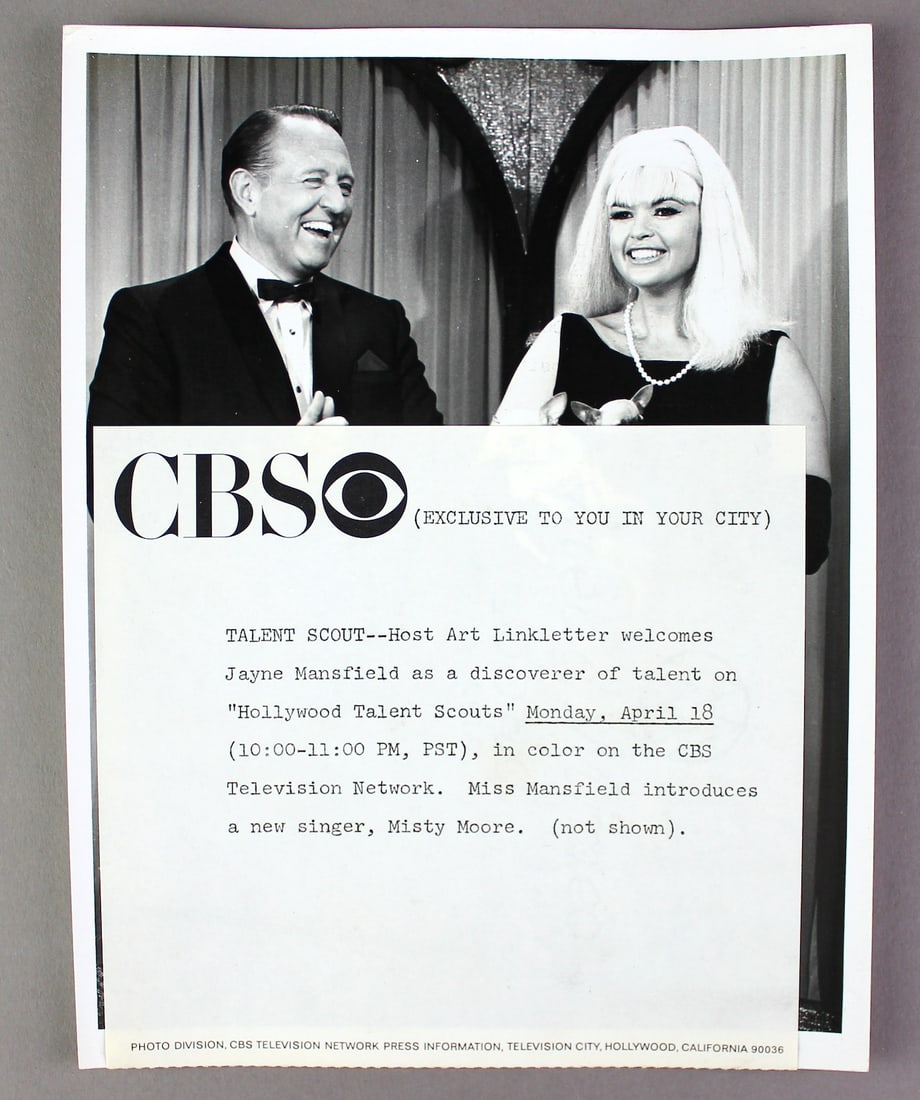 CBS (EXCLUSIVE TO YOU IN YOUR CITY)
TALENT SCOUT--Host Art Linkletter welcomes
Jayne Mansfield as a discoverer of talent on
"Hollywood Talent Scouts" Monday, April 18
(10:00-11:00 PM, PST), in color on the CBS
Television Network. Miss Mansfield introduces
a new singer, Misty Moore. (not shown).
PHOTO DIVISION, CBS TELEVISION NETWORK PRESS INFORMATION, TELEVISION CITY, HOLLYWOOD, CALIFORNIA 90036